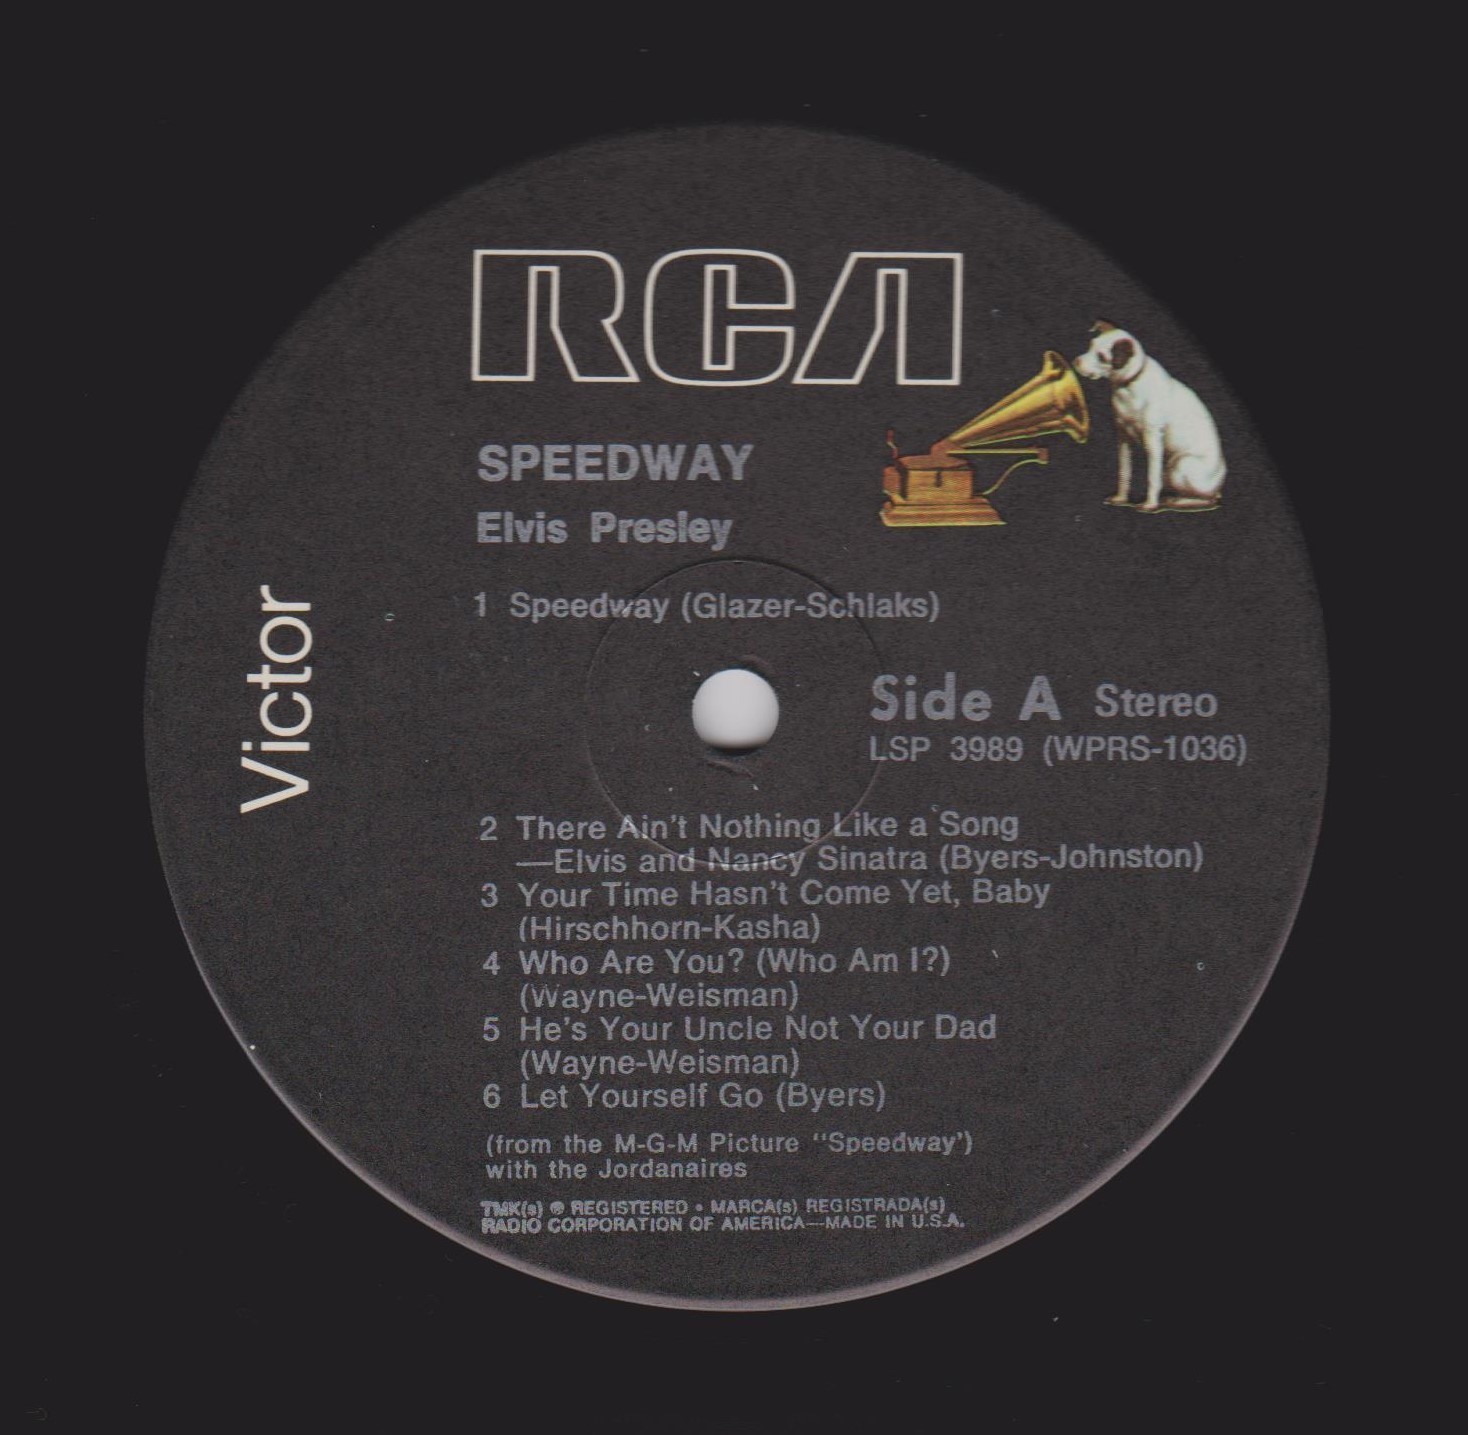 RCA
Victor
SPEEDWAY
Elvis Presley
1 Speedway (Glazer-Schlaks)
Side A Stereo
LSP 3989 (WPRS-1036)
2 There Ain't Nothing Like a Song
—Elvis and Nancy Sinatra (Byers-Johnston)
3 Your Time Hasn't Come Yet, Baby
(Hirschhorn-Kasha)
4 Who Are You? (Who Am I?)
(Wayne-Weisman)
5 He's Your Uncle Not Your Dad
(Wayne-Weisman)
6 Let Yourself Go (Byers)
(from the M-G-M Picture "Speedway')
with the Jordanaires
TMK(s) ® REGISTERED • MARCA(s) REGISTRADA(s)
RADIO CORPORATION OF AMERICA—MADE IN U.S.A.